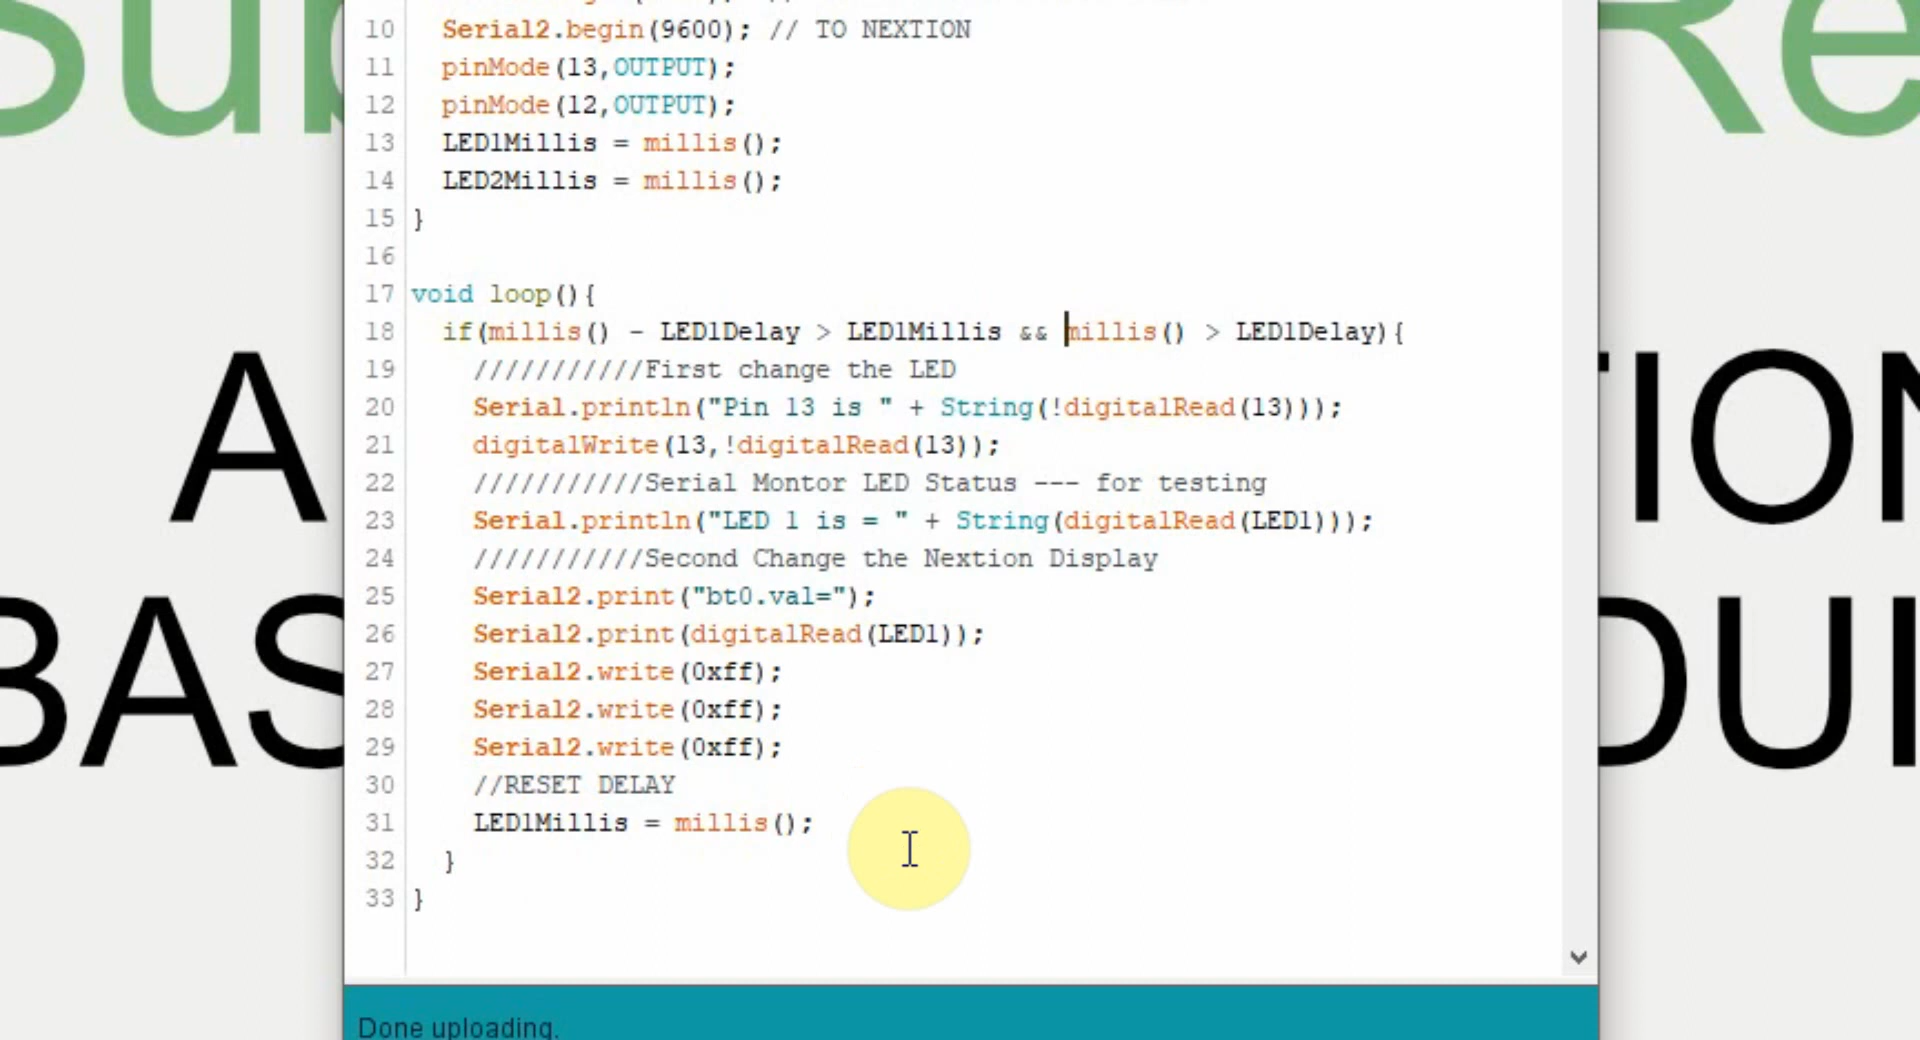 10 Serial2.begin(9600); // TO NEXTION
11 pinMode(13,OUTPUT);
12 pinMode(12,OUTPUT);
13 LED1Millis = millis();
14 LED2Millis = millis();
15 }
16
17 void loop(){
18 if(millis() - LED1Delay > LED1Millis && millis() > LED1Delay){
19 ///////////First change the LED
20 Serial.println("Pin 13 is " + String(!digitalRead(13)));
21 digitalWrite(13,!digitalRead(13));
22 ///////////Serial Montor LED Status --- for testing
23 Serial.println("LED 1 is = " + String(digitalRead(LED1)));
24 ///////////Second Change the Nextion Display
25 Serial2.print("bt0.val=");
26 Serial2.print(digitalRead(LED1));
27 Serial2.write(0xff);
28 Serial2.write(0xff);
29 Serial2.write(0xff);
30 //RESET DELAY
31 LED1Millis = millis();
32 }
33 }
Done uploading.